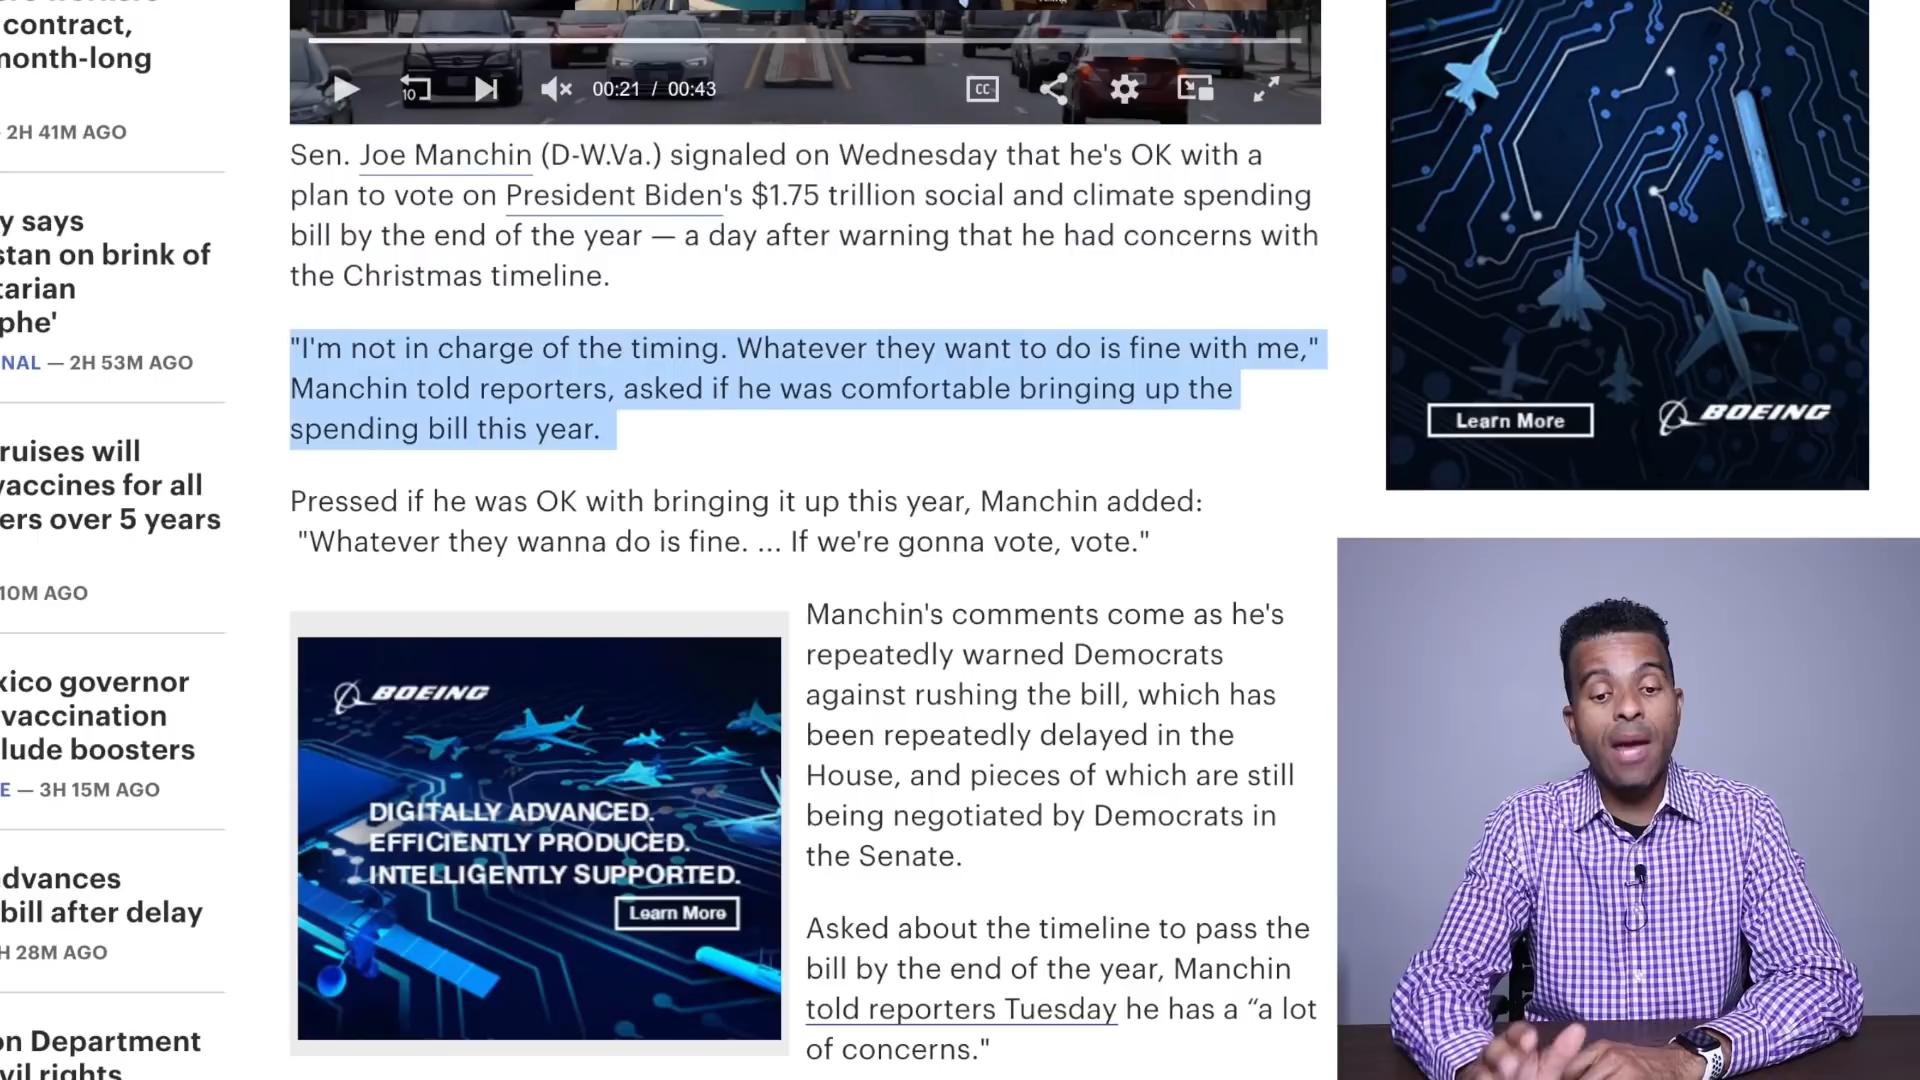 contract,
month-long
2H 41M AGO
y says
stan on brink of
tarian
phe'
NAL — 2H 53M AGO
ruises will
vaccines for all
ers over 5 years
10M AGO
xico governor
vaccination
lude boosters
E — 3H 15M AGO
advances
bill after delay
H 28M AGO
on Department
vil rights
10
00:21 / 00:43
CC
Sen. Joe Manchin (D-W.Va.) signaled on Wednesday that he's OK with a
plan to vote on President Biden's $1.75 trillion social and climate spending
bill by the end of the year — a day after warning that he had concerns with
the Christmas timeline.
"I'm not in charge of the timing. Whatever they want to do is fine with me,"
Manchin told reporters, asked if he was comfortable bringing up the
spending bill this year.
Pressed if he was OK with bringing it up this year, Manchin added:
"Whatever they wanna do is fine. ... If we're gonna vote, vote."
BOEING
DIGITALLY ADVANCED.
EFFICIENTLY PRODUCED.
INTELLIGENTLY SUPPORTED.
Learn More
Manchin's comments come as he's
repeatedly warned Democrats
against rushing the bill, which has
been repeatedly delayed in the
House, and pieces of which are still
being negotiated by Democrats in
the Senate.
Asked about the timeline to pass the
bill by the end of the year, Manchin
told reporters Tuesday he has a “a lot
of concerns."
Learn More
BOEING